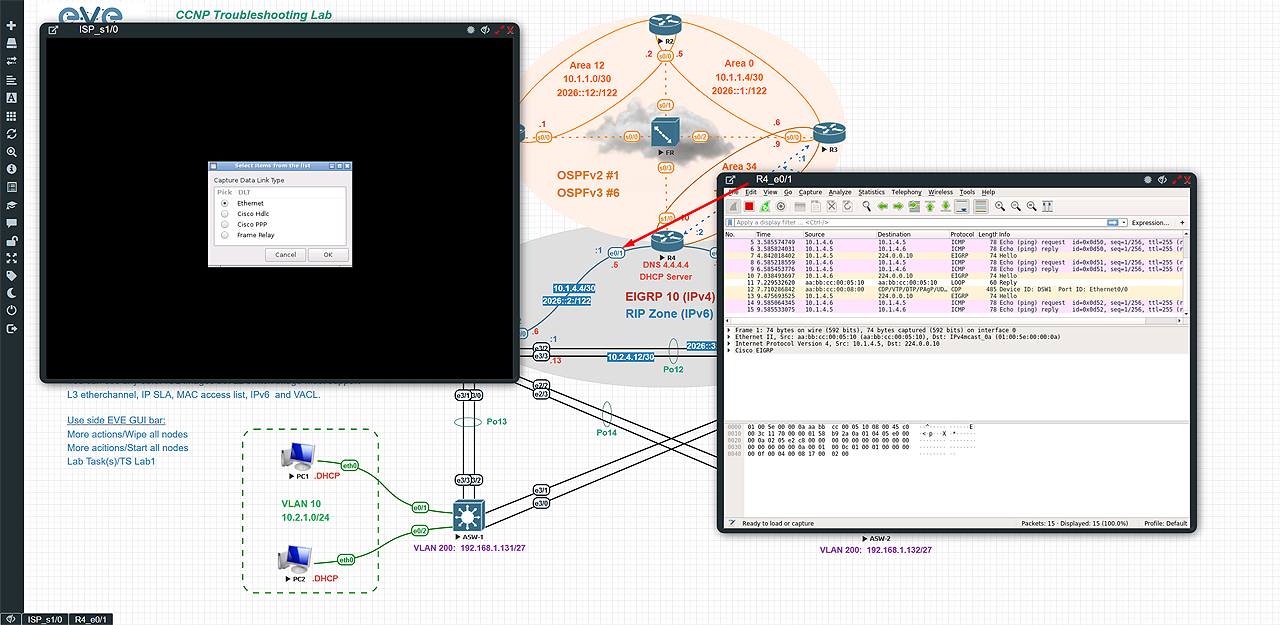 eve
CCNP Troubleshooting Lab
ISP_s1/0
Select items from the list
Capture Data Link Type
Pick DLT
Ethernet
Cisco Hdlc
Cisco PPP
Frame Relay
Cancel OK
R2
.2 s0/0 .5
Area 12
10.1.1.0/30
2026::12:/122
Area 0
10.1.1.4/30
2026::1:/122
s0/1
.1
s0/0
s0/0
s0/2
FR
s0/3
.6
s0/0
.9
R3
:1
OSPFv2 #1
OSPFv3 #6
Area 34
s1/0
.10
:2
R4
:1
e0/1
.5
DNS 4.4.4.4
DHCP Server
10.1.4.4/30
2026::2:/122
EIGRP 10 (IPv4)
RIP Zone (IPv6)
.6
:1
e3/2
e3/3
.13
10.2.4.12/30
2026::3
Po12
e2/2
e2/3
Po14
L3 etherchannel, IP SLA, MAC access list, IPv6 and VACL.
Use side EVE GUI bar:
More actions/Wipe all nodes
More acitions/Start all nodes
Lab Task(s)/TS Lab1
e3/1
3/0
Po13
e3/3
3/2
PC1 .DHCP
eth0
VLAN 10
10.2.1.0/24
PC2 .DHCP
eth0
e0/1
e0/2
ASW-1
VLAN 200: 192.168.1.131/27
e3/1
e3/0
ASW-2
VLAN 200: 192.168.1.132/27
R4_e0/1
Edit View Go Capture Analyze Statistics Telephony Wireless Tools Help
Apply a display filter ... <Ctrl-/>
Expression... +
No. Time Source Destination Protocol Length Info
5 3.585574749 10.1.4.6 10.1.4.5 ICMP 78 Echo (ping) request id=0x0d50, seq=1/256, ttl=255 (r
6 3.585824031 10.1.4.5 10.1.4.6 ICMP 78 Echo (ping) reply id=0x0d50, seq=1/256, ttl=255 (r
7 4.842018402 10.1.4.5 224.0.0.10 EIGRP 74 Hello
8 6.585218559 10.1.4.6 10.1.4.5 ICMP 78 Echo (ping) request id=0x0d51, seq=1/256, ttl=255 (r
9 6.585453776 10.1.4.5 10.1.4.6 ICMP 78 Echo (ping) reply id=0x0d51, seq=1/256, ttl=255 (r
10 7.038493697 10.1.4.6 224.0.0.10 EIGRP 74 Hello
11 7.229532620 aa:bb:cc:00:05:10 aa:bb:cc:00:05:10 LOOP 60 Reply
12 7.710286842 aa:bb:cc:00:08:00 CDP/VTP/DTP/PAgP/UD… CDP 485 Device ID: DSW1 Port ID: Ethernet0/0
13 9.475693525 10.1.4.5 224.0.0.10 EIGRP 74 Hello
14 9.585064345 10.1.4.6 10.1.4.5 ICMP 78 Echo (ping) request id=0x0d52, seq=1/256, ttl=255 (r
15 9.585533075 10.1.4.5 10.1.4.6 ICMP 78 Echo (ping) reply id=0x0d52, seq=1/256, ttl=255 (r
Frame 1: 74 bytes on wire (592 bits), 74 bytes captured (592 bits) on interface 0
Ethernet II, Src: aa:bb:cc:00:05:10 (aa:bb:cc:00:05:10), Dst: IPv4mcast_0a (01:00:5e:00:00:0a)
Internet Protocol Version 4, Src: 10.1.4.5, Dst: 224.0.0.10
Cisco EIGRP
0000 01 00 5e 00 00 0a aa bb cc 00 05 10 08 00 45 c0
0010 00 3c 11 70 00 00 01 58 b9 2a 0a 01 04 05 e0 00
0020 00 0a 02 05 e2 c8 00 00 00 00 00 00 00 00 00 00
0030 00 00 00 00 00 0a 00 01 00 0c 01 00 01 00 00 00
0040 00 0f 00 04 00 08 17 00 02 00
Ready to load or capture
Packets: 15 · Displayed: 15 (100.0%)
Profile: Default
ISP_s1/0
R4_e0/1